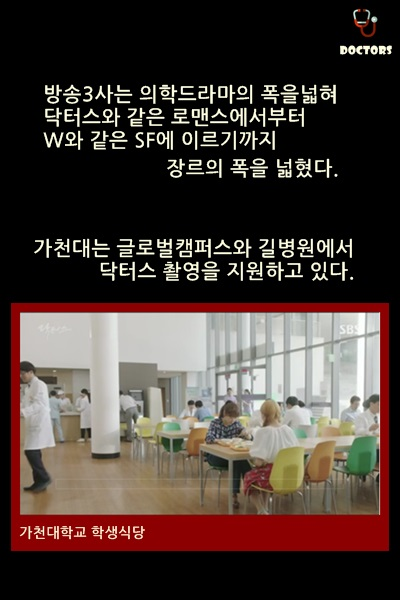 DOCTORS
방송3사는 의학드라마의 폭을넓혀
닥터스와 같은 로맨스에서부터
W와 같은 SF에 이르기까지
장르의 폭을 넓혔다.
가천대는 글로벌캠퍼스와 길병원에서
닥터스 촬영을 지원하고 있다.
닥터스
SBS
가천대학교 학생식당